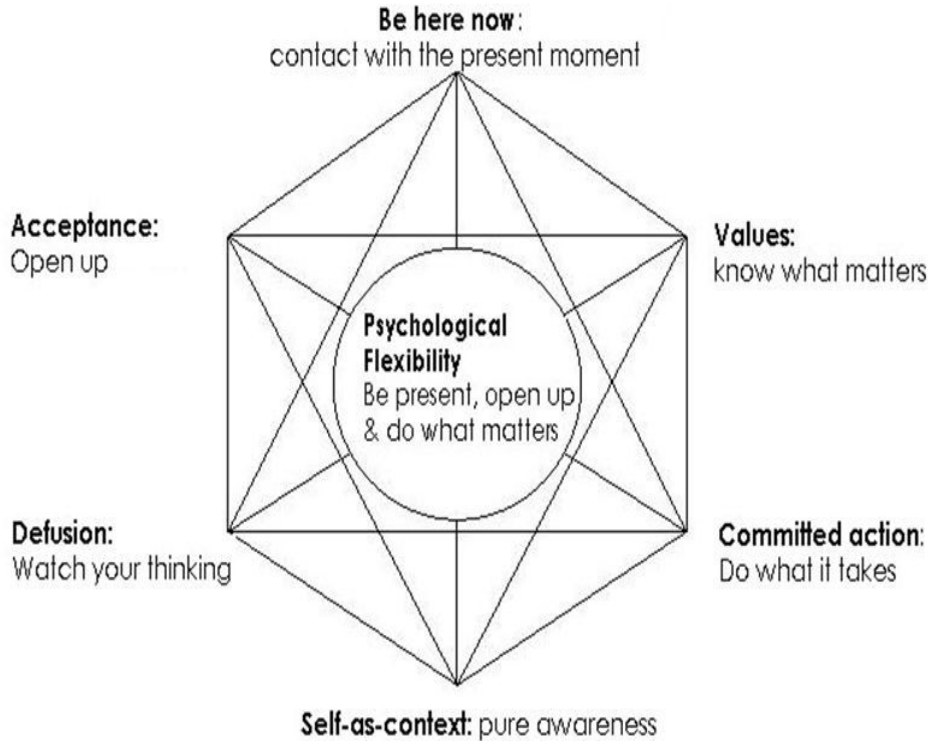 Be here now:
contact with the present moment
Acceptance:
Open up
Values:
know what matters
Psychological
Flexibility
Be present, open up
& do what matters
Defusion:
Watch your thinking
Committed action:
Do what it takes
Self-as-context: pure awareness